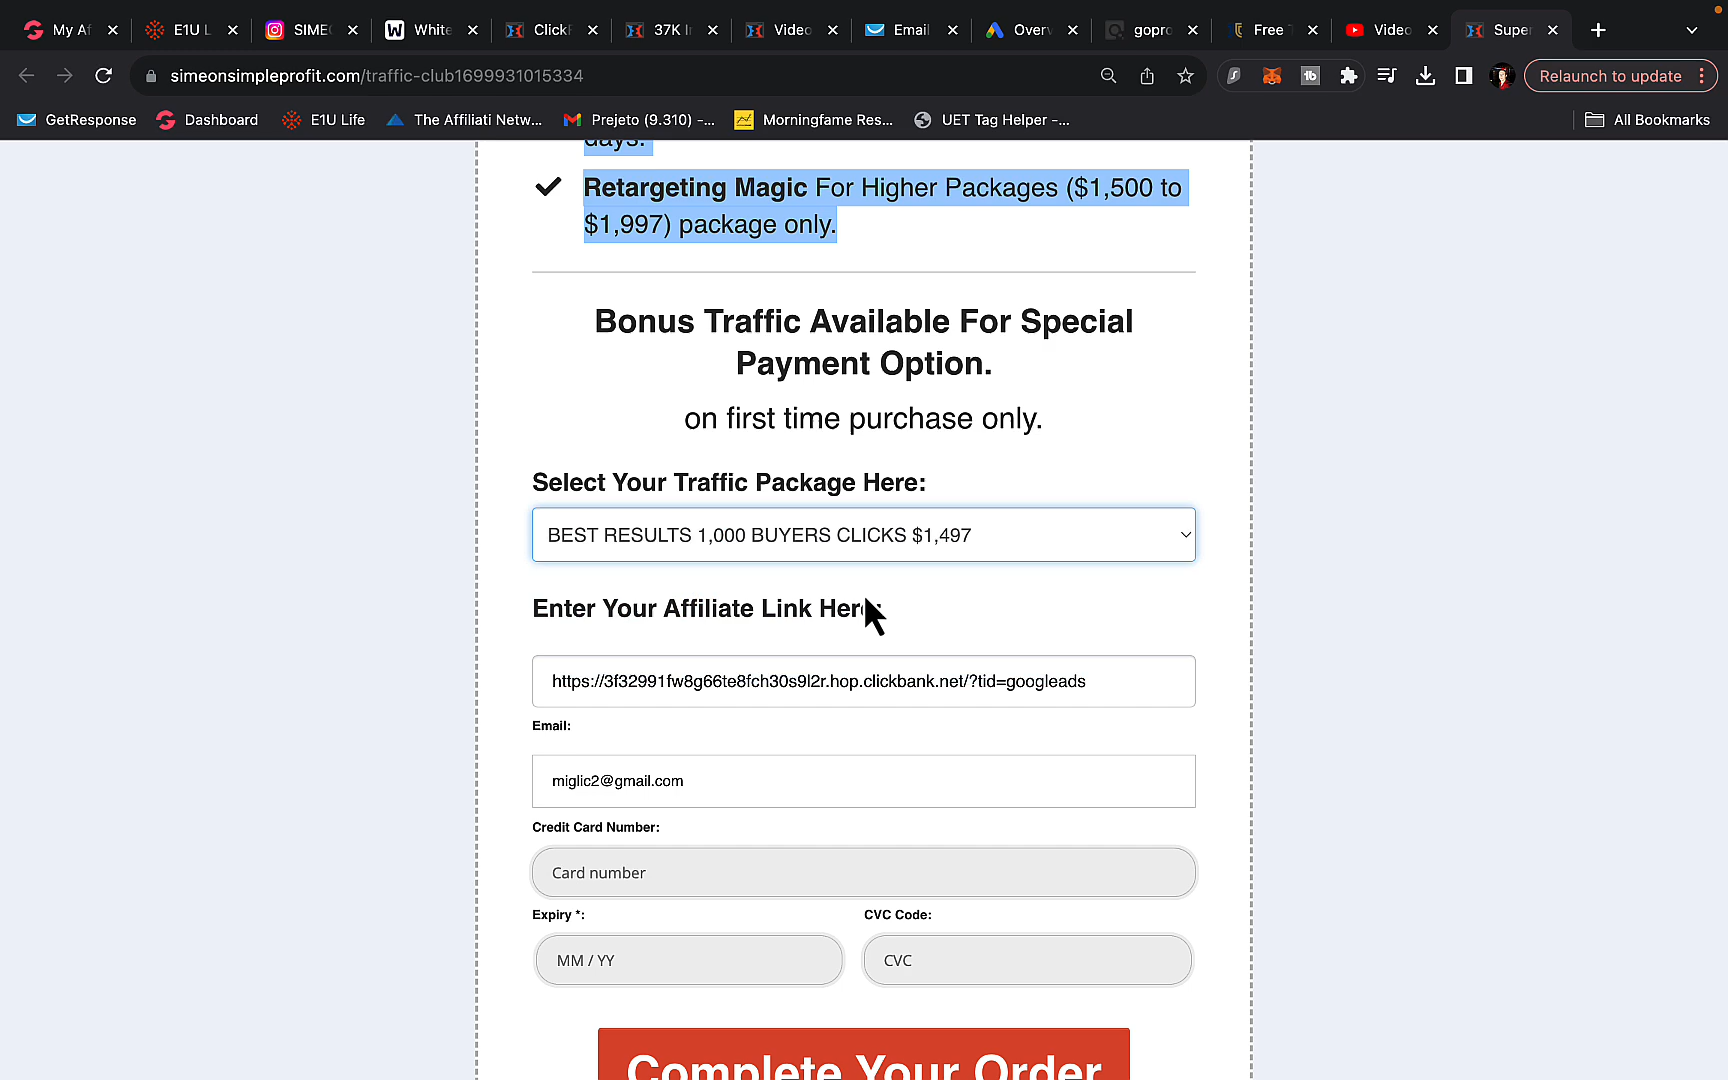 My Af
E1U L
SIME
White
Click
37K I
Video
Email
Over
gopro
Free
Video
Super
simeonsimpleprofit.com/traffic-club1699931015334
Relaunch to update
GetResponse
Dashboard
E1U Life
The Affiliati Netw...
Prejeto (9.310) -...
Morningfame Res...
UET Tag Helper -...
All Bookmarks
days.
Retargeting Magic For Higher Packages ($1,500 to
$1,997) package only.
Bonus Traffic Available For Special
Payment Option.
on first time purchase only.
Select Your Traffic Package Here:
BEST RESULTS 1,000 BUYERS CLICKS $1,497
Enter Your Affiliate Link Here:
https://3f32991fw8g66te8fch30s9l2r.hop.clickbank.net/?tid=googleads
Email:
miglic2@gmail.com
Credit Card Number:
Card number
Expiry *:
CVC Code:
MM / YY
CVC
Complete Your Order